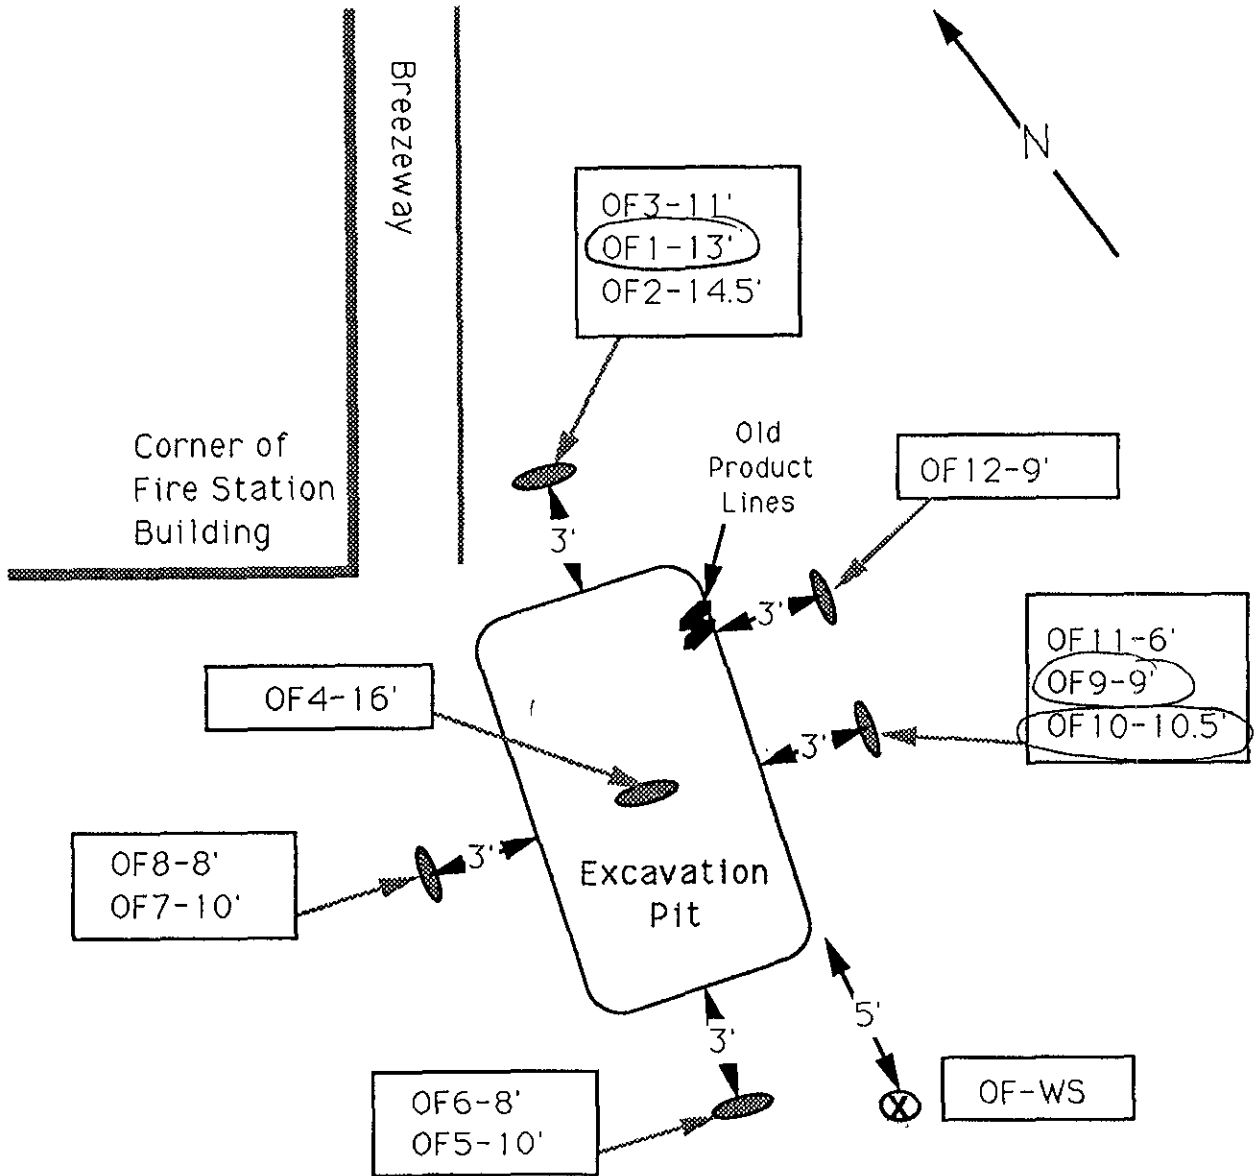 Breezeway
N
OF3-11'
OF1-13'
OF2-14.5'
Corner of
Fire Station
Building
Old
Product
Lines
OF12-9'
3'
3'
OF11-6'
OF9-9'
OF10-10.5'
OF4-16'
3'
OF8-8'
OF7-10'
3'
Excavation
Pit
5'
3'
OF6-8'
OF5-10'
X
OF-WS